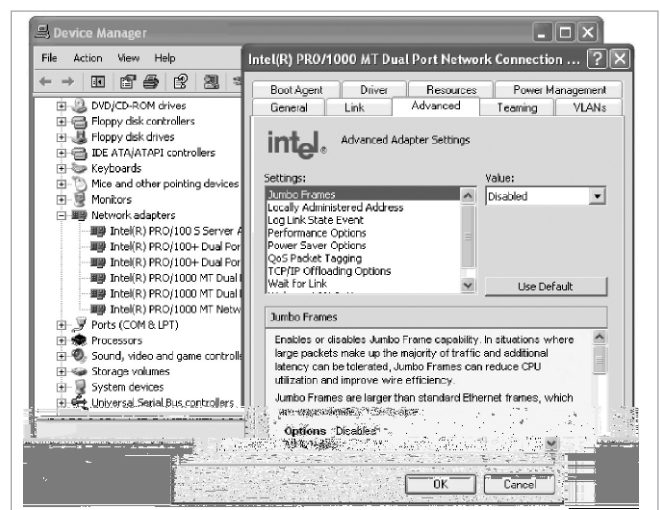 Device Manager
File Action View Help
DVD/CD-ROM drives
Floppy disk controllers
Floppy disk drives
IDE ATA/ATAPI controllers
Keyboards
Mice and other pointing devices
Monitors
Network adapters
Intel(R) PRO/100 S Server A
Intel(R) PRO/100+ Dual Por
Intel(R) PRO/100+ Dual Por
Intel(R) PRO/1000 MT Dual
Intel(R) PRO/1000 MT Dual
Intel(R) PRO/1000 MT Netw
Ports (COM & LPT)
Processors
Sound, video and game controlle
Storage volumes
System devices
Universal Serial Bus controllers
Intel(R) PRO/1000 MT Dual Port Network Connection ...
Boot Agent Driver Resources Power Management
General Link Advanced Teaming VLANs
intel® Advanced Adapter Settings
Settings: Value:
Jumbo Frames Disabled
Locally Administered Address
Log Link State Event
Performance Options
Power Saver Options
QoS Packet Tagging
TCP/IP Offloading Options
Wait for Link
Use Default
Jumbo Frames
Enables or disables Jumbo Frame capability. In situations where
large packets make up the majority of traffic and additional
latency can be tolerated, Jumbo Frames can reduce CPU
utilization and improve wire efficiency.
Jumbo Frames are larger than standard Ethernet frames, which
Options
OK Cancel